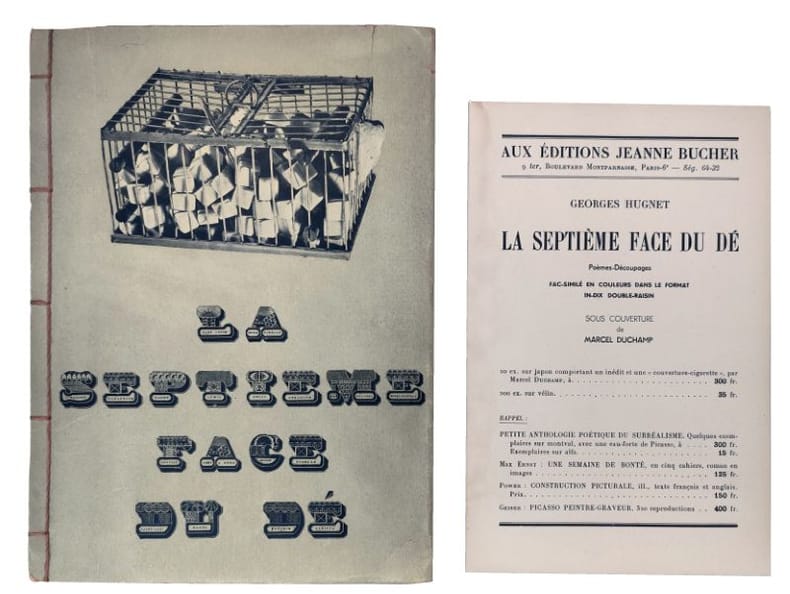 LA
SEPTIEME
FACE
DU DÉ
AUX ÉDITIONS JEANNE BUCHER
9 ter, Boulevard Montparnasse, Paris-6e — Ség. 64-32
GEORGES HUGNET
LA SEPTIÈME FACE DU DÉ
Poèmes-Découpages
FAC-SIMILÉ EN COULEURS DANS LE FORMAT
IN-DIX DOUBLE-RAISIN
SOUS COUVERTURE
de
MARCEL DUCHAMP
20 ex. sur japon comportant un inédit et une « couverture-cigarette », par
Marcel Duchamp, à. . . . . . . . . . . . . . . . . . . . 300 fr.
200 ex. sur vélin. . . . . . . . . . . . . . . . . . . . . 35 fr.
RAPPEL :
PETITE ANTHOLOGIE POÉTIQUE DU SURRÉALISME. Quelques exem-
plaires sur montval, avec une eau-forte de Picasso, à . . . . 300 fr.
Exemplaires sur alfa. . . . . . . . . . . . . . . . . . . 15 fr.
Max Ernst : UNE SEMAINE DE BONTÉ, en cinq cahiers, roman en
images . . . . . . . . . . . . . . . . . . . . . . . . . 125 fr.
Power : CONSTRUCTION PICTURALE, ill., texte français et anglais.
Prix. . . . . . . . . . . . . . . . . . . . . . . . . . . 150 fr.
Geiser : PICASSO PEINTRE-GRAVEUR, 300 reproductions . . 400 fr.